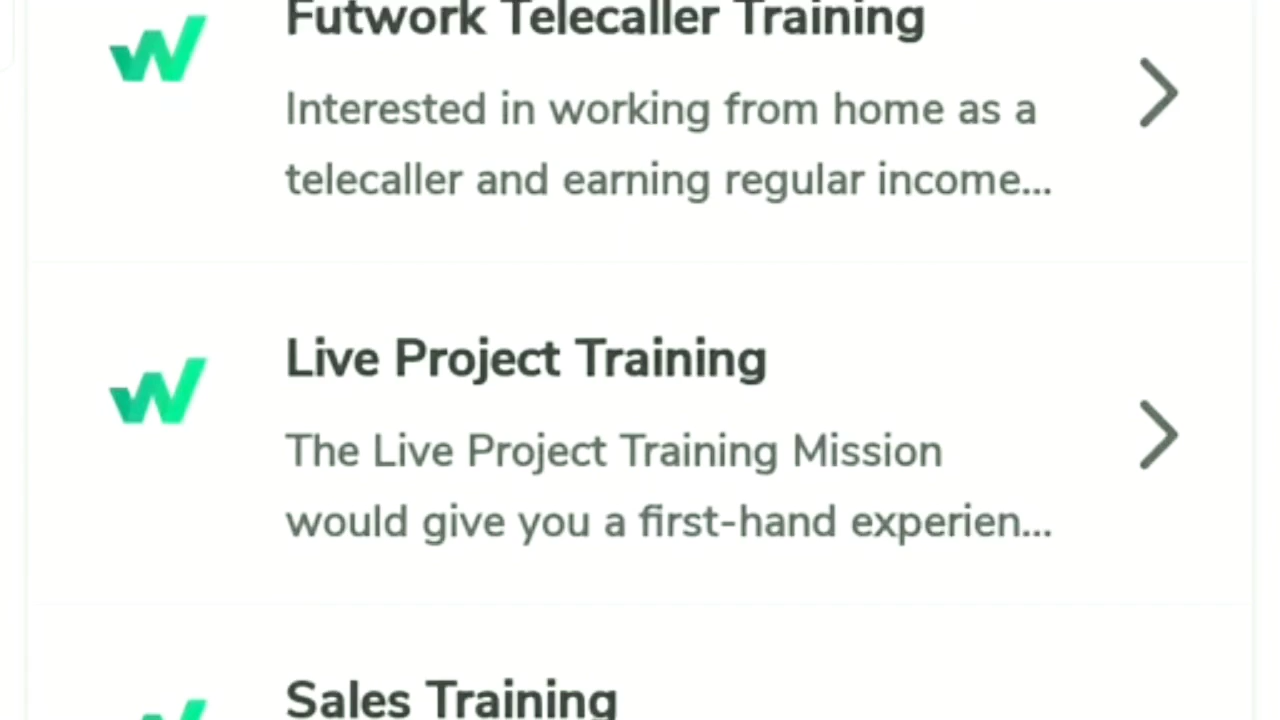 Futwork Telecaller Training
Interested in working from home as a
telecaller and earning regular income...
Live Project Training
The Live Project Training Mission
would give you a first-hand experien...
Sales Training